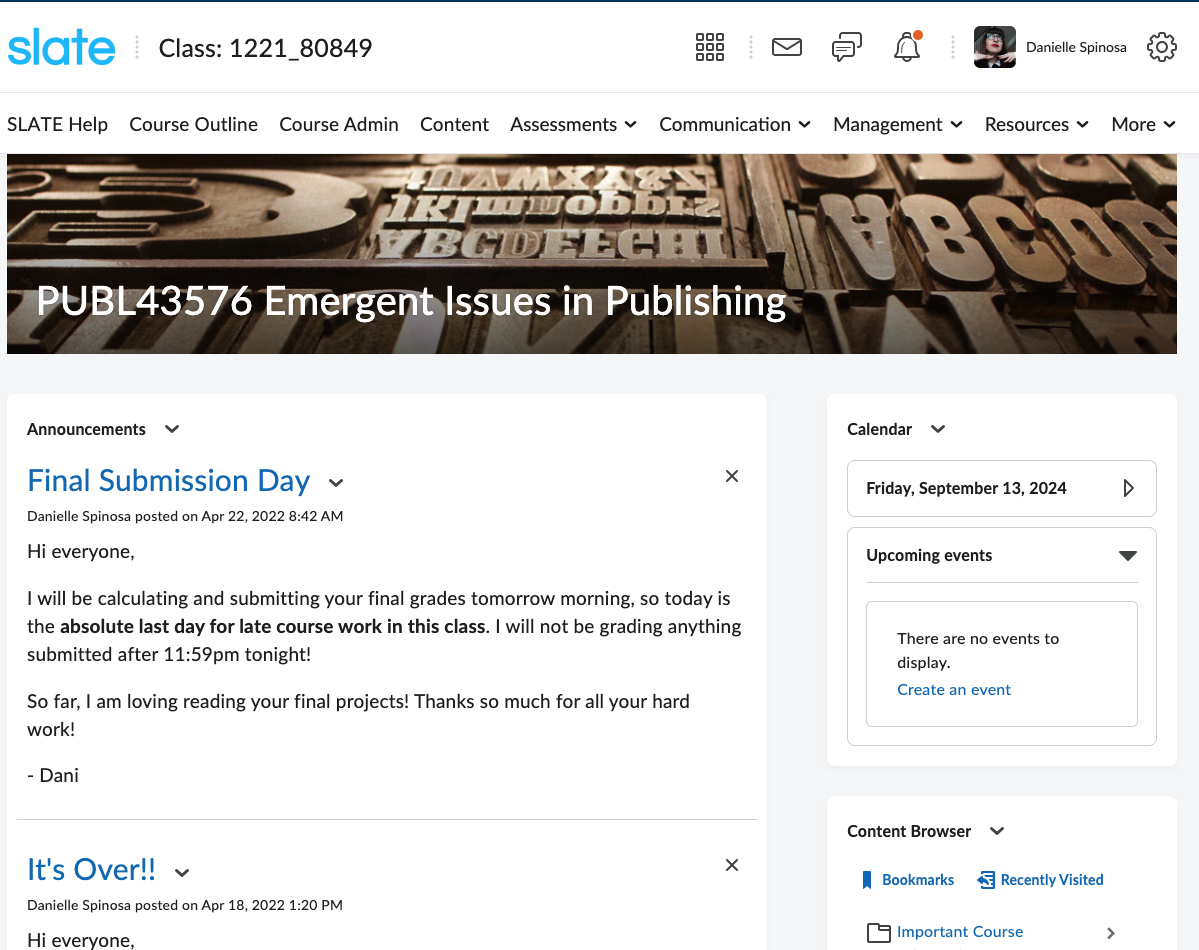 slate
Class: 1221_80849
Danielle Spinosa
SLATE Help
Course Outline
Course Admin
Content
Assessments
Communication
Management
Resources
More
PUBL43576 Emergent Issues in Publishing
Announcements
Final Submission Day
Danielle Spinosa posted on Apr 22, 2022 8:42 AM
Hi everyone,
I will be calculating and submitting your final grades tomorrow morning, so today is
the absolute last day for late course work in this class. I will not be grading anything
submitted after 11:59pm tonight!
So far, I am loving reading your final projects! Thanks so much for all your hard
work!
- Dani
It's Over!!
Danielle Spinosa posted on Apr 18, 2022 1:20 PM
Hi everyone,
Calendar
Friday, September 13, 2024
Upcoming events
There are no events to
display.
Create an event
Content Browser
Bookmarks
Recently Visited
Important Course